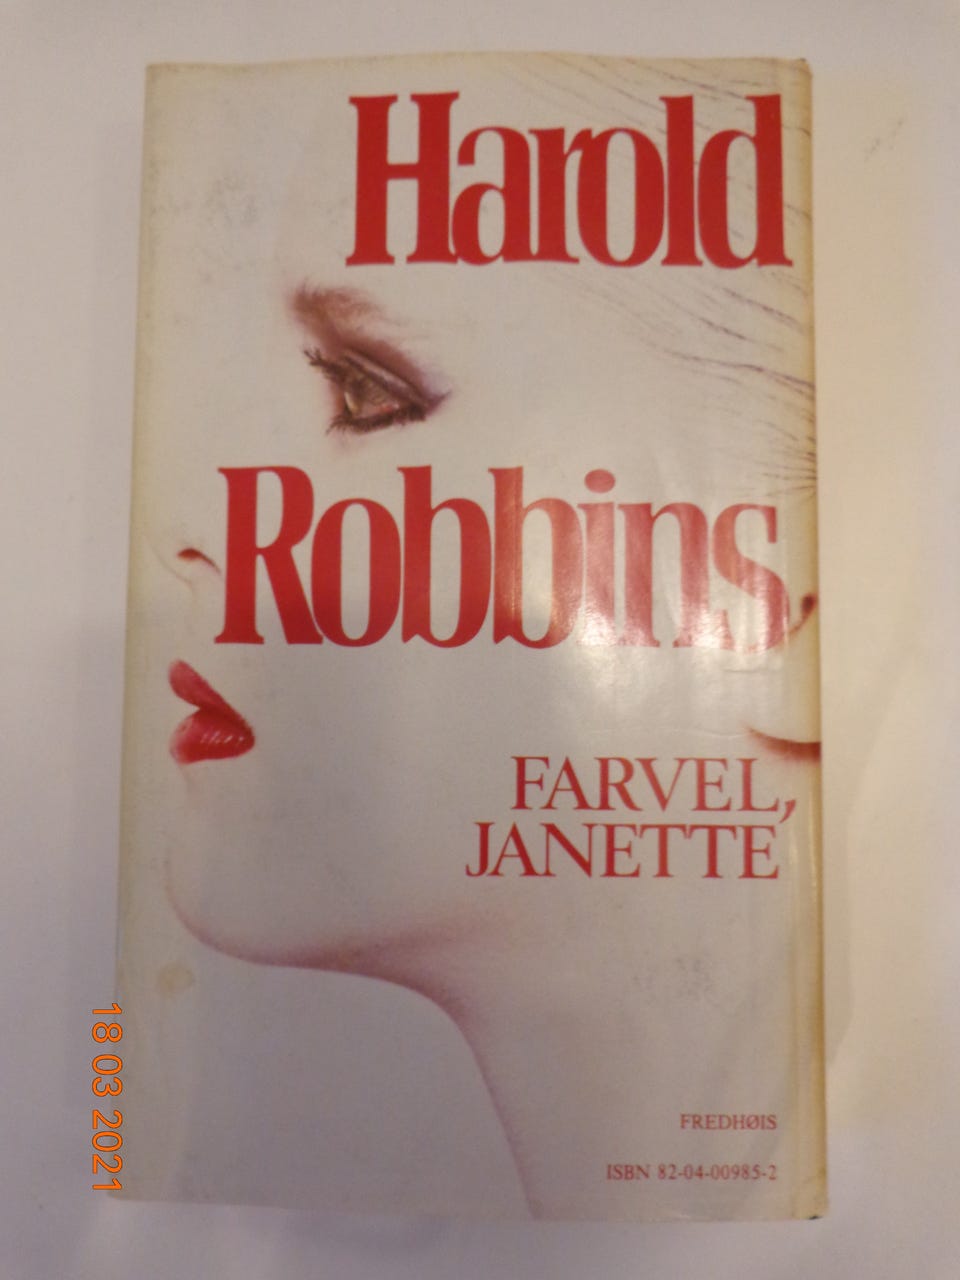 Harold
Robbins
FARVEL,
JANETTE
FREDHØIS
ISBN 82-04-00985-2
18 03 2021